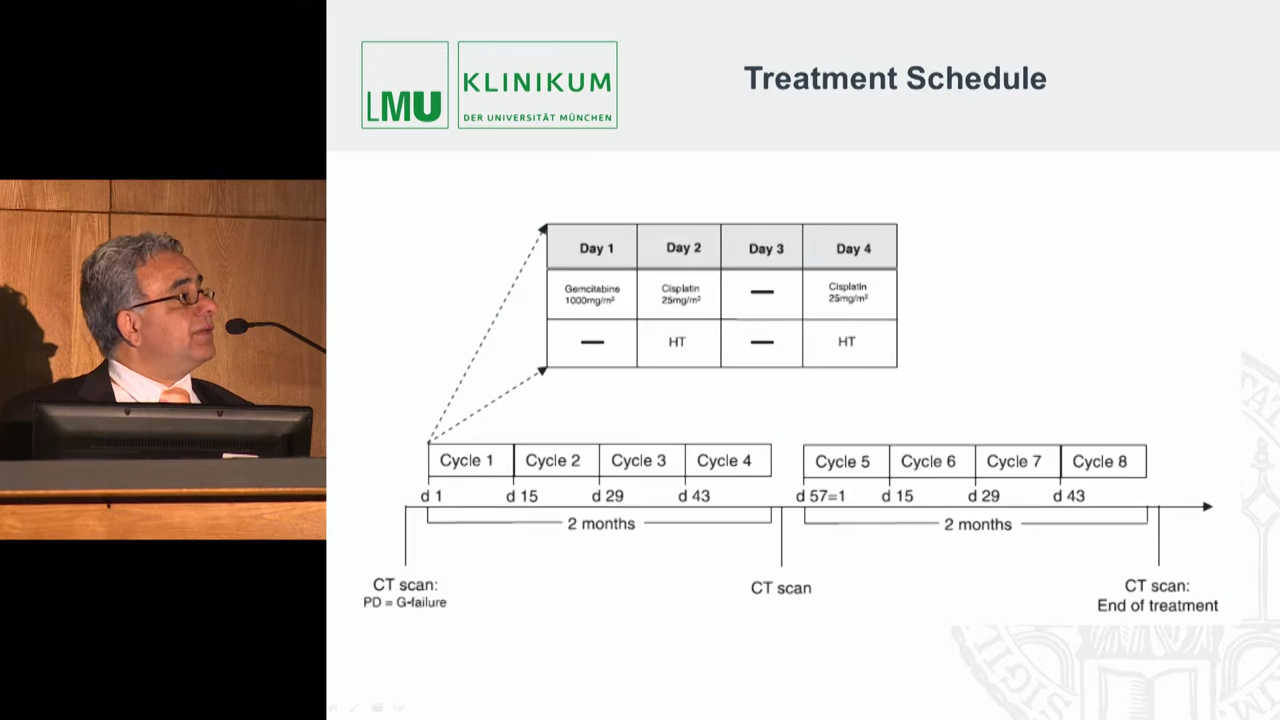 LMU
KLINIKUM
DER UNIVERSITÄT MÜNCHEN
Treatment Schedule
Day 1 Day 2 Day 3 Day 4
Gemcitabine
1000mg/m²
Cisplatin
25mg/m²
—
Cisplatin
25mg/m²
— HT — HT
Cycle 1 Cycle 2 Cycle 3 Cycle 4 Cycle 5 Cycle 6 Cycle 7 Cycle 8
d 1 d 15 d 29 d 43 d 57=1 d 15 d 29 d 43
2 months 2 months
CT scan:
PD = G-failure
CT scan
CT scan:
End of treatment